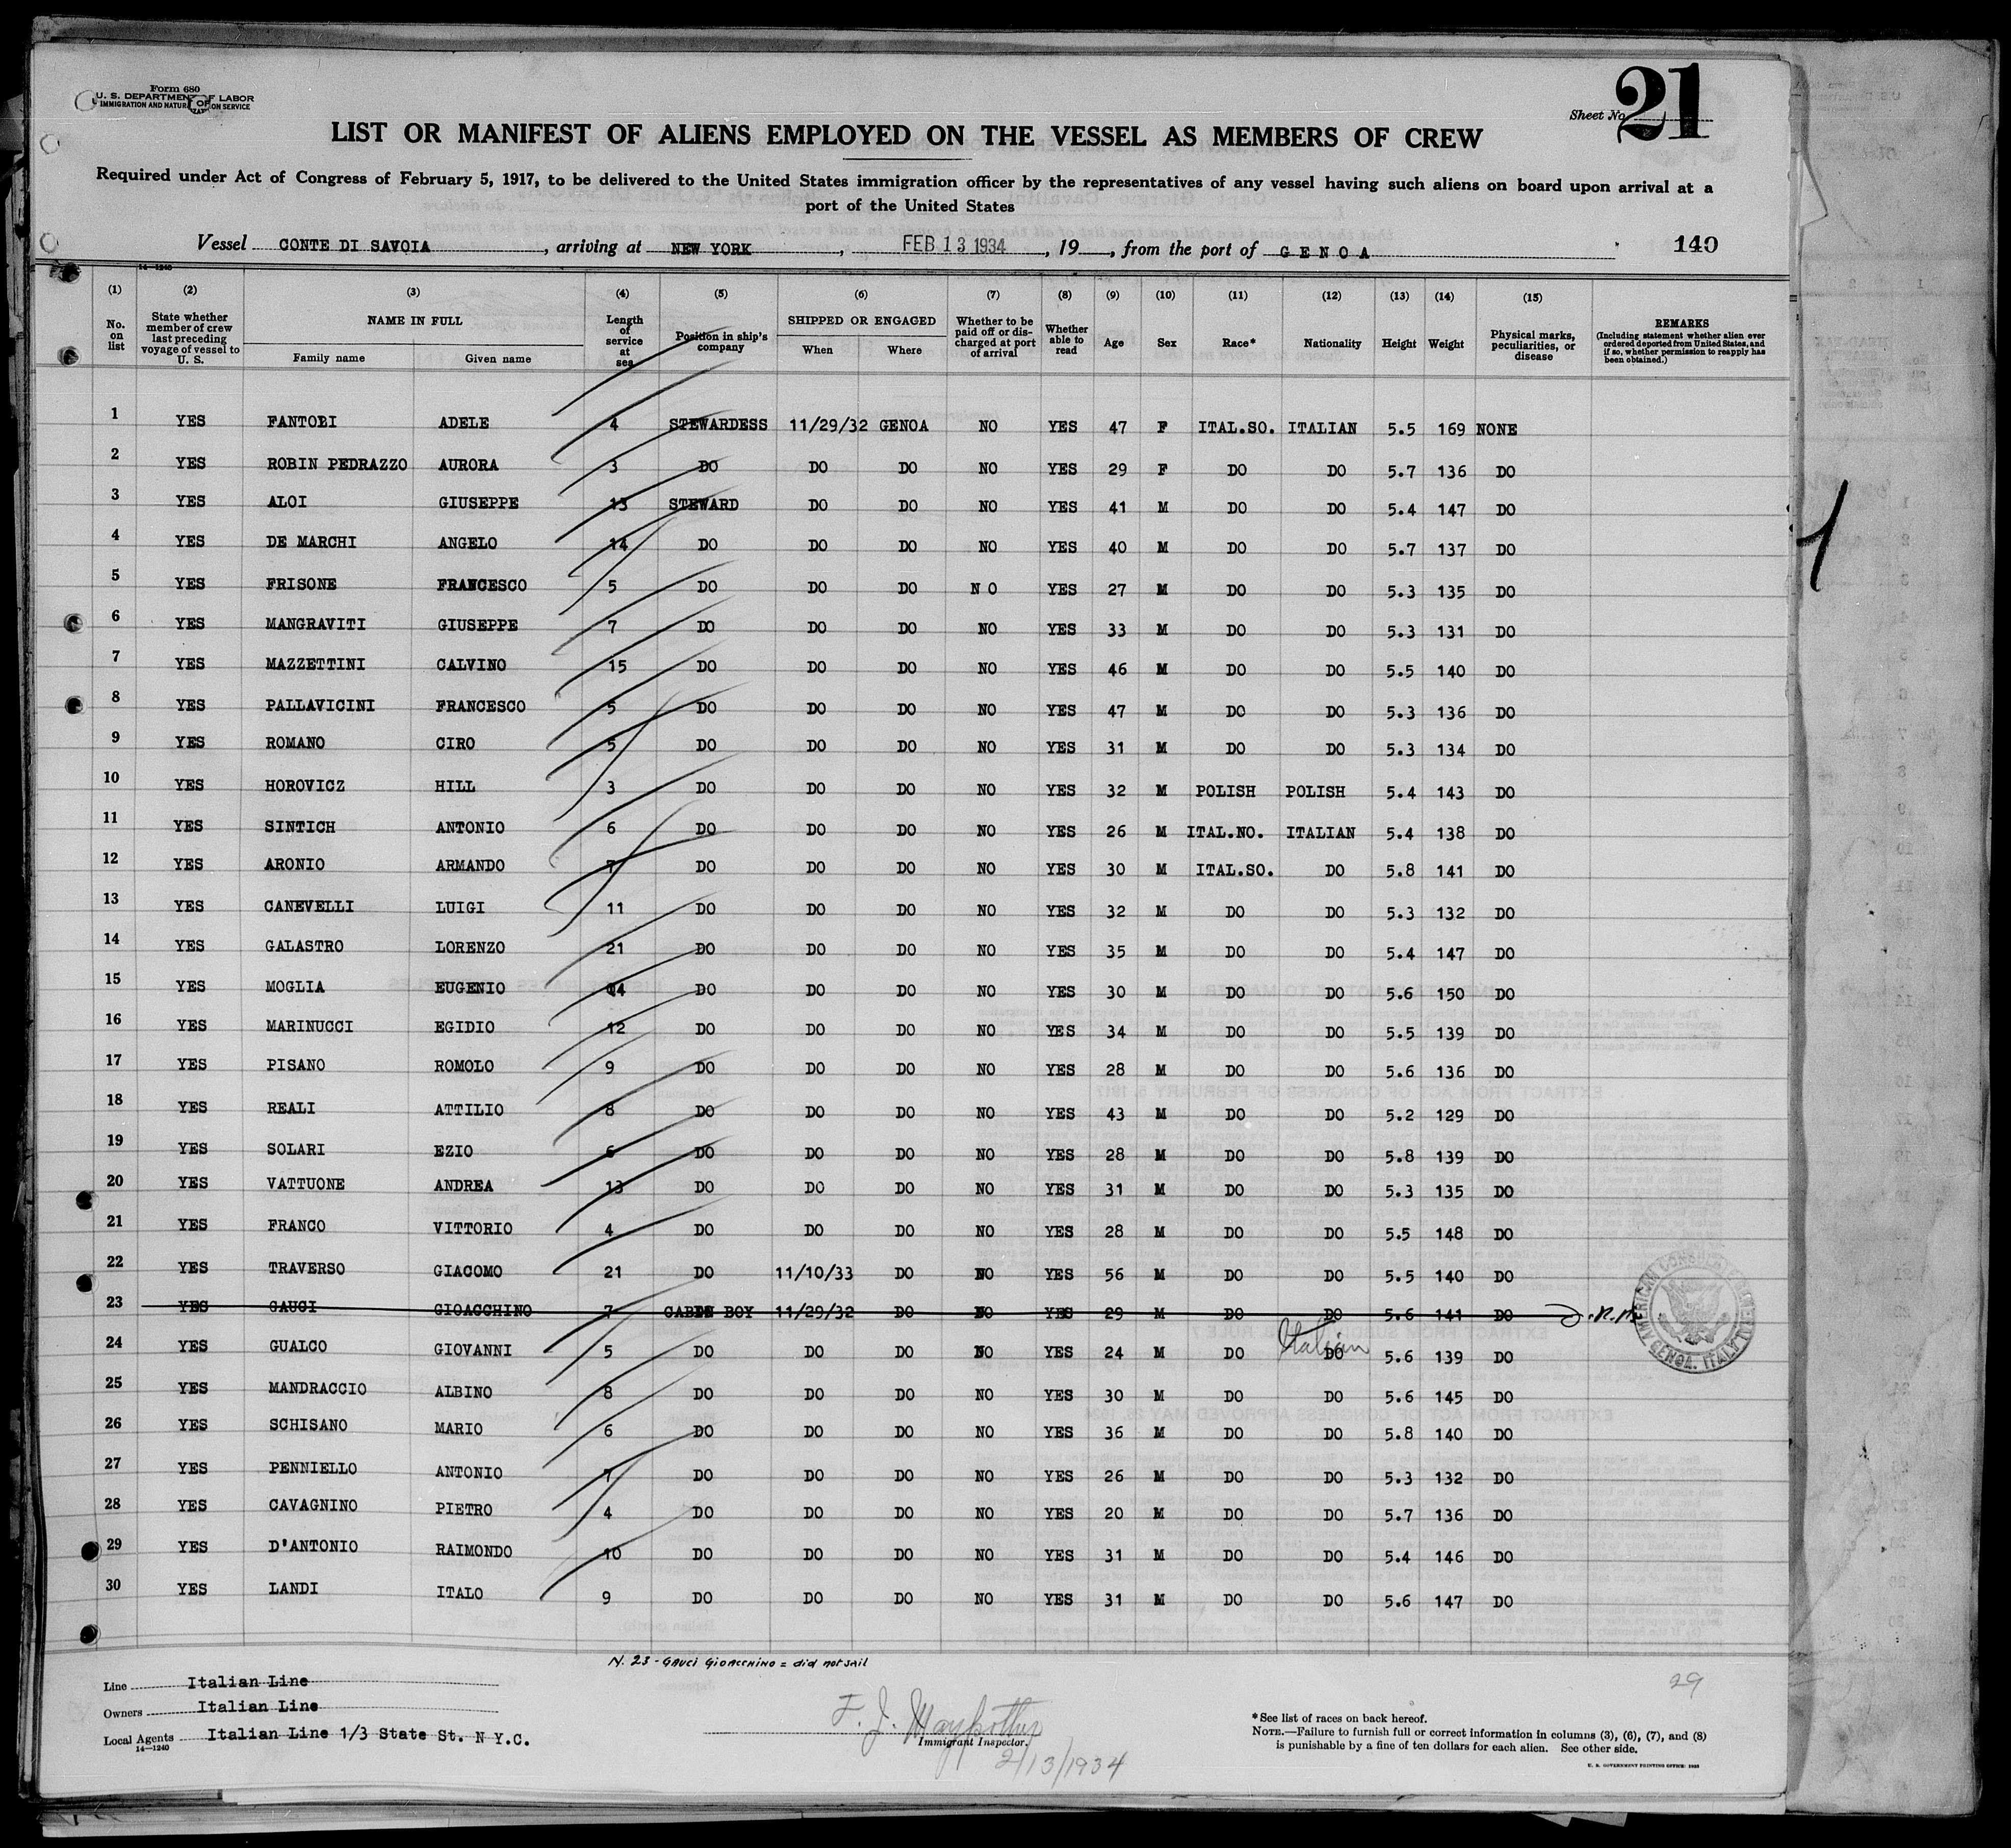 Form 680
U. S. DEPARTMENT OF LABOR
IMMIGRATION AND NATURALIZATION SERVICE
Sheet No. 21
LIST OR MANIFEST OF ALIENS EMPLOYED ON THE VESSEL AS MEMBERS OF CREW
Required under Act of Congress of February 5, 1917, to be delivered to the United States immigration officer by the representatives of any vessel having such aliens on board upon arrival at a
port of the United States
Vessel CONTE DI SAVOIA, arriving at NEW YORK, FEB 13 1934, 19, from the port of GENOA 140
14—1240
(1) (2) (3) (4) (5) (6) (7) (8) (9) (10) (11) (12) (13) (14) (15)
No. on list State whether member of crew last preceding voyage of vessel to U. S. NAME IN FULL Family name Given name Length of service at sea Position in ship's company SHIPPED OR ENGAGED When Where Whether to be paid off or discharged at port of arrival Whether able to read Age Sex Race* Nationality Height Weight Physical marks, peculiarities, or disease REMARKS (Including statement whether alien ever ordered deported from United States, and if so, whether permission to reapply has been obtained.)
1 YES FANTOBI ADELE 4 STEWARDESS 11/29/32 GENOA NO YES 47 F ITAL.SO. ITALIAN 5.5 169 NONE
2 YES ROBIN PEDRAZZO AURORA 3 DO DO DO NO YES 29 F DO DO 5.7 136 DO
3 YES ALOI GIUSEPPE 13 STEWARD DO DO NO YES 41 M DO DO 5.4 147 DO
4 YES DE MARCHI ANGELO 14 DO DO DO NO YES 40 M DO DO 5.7 137 DO
5 YES FRISONE FRANCESCO 5 DO DO DO N O YES 27 M DO DO 5.3 135 DO
6 YES MANGRAVITI GIUSEPPE 7 DO DO DO NO YES 33 M DO DO 5.3 131 DO
7 YES MAZZETTINI CALVINO 15 DO DO DO NO YES 46 M DO DO 5.5 140 DO
8 YES PALLAVICINI FRANCESCO 5 DO DO DO NO YES 47 M DO DO 5.3 136 DO
9 YES ROMANO CIRO 5 DO DO DO NO YES 31 M DO DO 5.3 134 DO
10 YES HOROVICZ HILL 3 DO DO DO NO YES 32 M POLISH POLISH 5.4 143 DO
11 YES SINTICH ANTONIO 6 DO DO DO NO YES 26 M ITAL.NO. ITALIAN 5.4 138 DO
12 YES ARONIO ARMANDO 7 DO DO DO NO YES 30 M ITAL.SO. DO 5.8 141 DO
13 YES CANEVELLI LUIGI 11 DO DO DO NO YES 32 M DO DO 5.3 132 DO
14 YES GALASTRO LORENZO 21 DO DO DO NO YES 35 M DO DO 5.4 147 DO
15 YES MOGLIA EUGENIO 14 DO DO DO NO YES 30 M DO DO 5.6 150 DO
16 YES MARINUCCI EGIDIO 12 DO DO DO NO YES 34 M DO DO 5.5 139 DO
17 YES PISANO ROMOLO 9 DO DO DO NO YES 28 M DO DO 5.6 136 DO
18 YES REALI ATTILIO 8 DO DO DO NO YES 43 M DO DO 5.2 129 DO
19 YES SOLARI EZIO 6 DO DO DO NO YES 28 M DO DO 5.8 139 DO
20 YES VATTUONE ANDREA 13 DO DO DO NO YES 31 M DO DO 5.3 135 DO
21 YES FRANCO VITTORIO 4 DO DO DO NO YES 28 M DO DO 5.5 148 DO
22 YES TRAVERSO GIACOMO 21 DO 11/10/33 DO NO YES 56 M DO DO 5.5 140 DO
23 YES GAUCI GIOACCHINO 7 CABIN BOY 11/29/32 DO NO YES 29 M DO DO 5.6 141 DO
24 YES GUALCO GIOVANNI 5 DO DO DO NO YES 24 M DO Italian DO 5.6 139 DO
25 YES MANDRACCIO ALBINO 8 DO DO DO NO YES 30 M DO DO 5.6 145 DO
26 YES SCHISANO MARIO 6 DO DO DO NO YES 36 M DO DO 5.8 140 DO
27 YES PENNIELLO ANTONIO 7 DO DO DO NO YES 26 M DO DO 5.3 132 DO
28 YES CAVAGNINO PIETRO 4 DO DO DO NO YES 20 M DO DO 5.7 136 DO
29 YES D'ANTONIO RAIMONDO 10 DO DO DO NO YES 31 M DO DO 5.4 146 DO
30 YES LANDI ITALO 9 DO DO DO NO YES 31 M DO DO 5.6 147 DO
AMERICAN CONSULATE GENERAL GENOA. ITALY
N. 23 - GAUCI GIOACCHINO = did not sail
29
Line Italian Line
Owners Italian Line
Local Agents Italian Line 1/3 State St. N Y.C.
14—1240
F. J.
Immigrant Inspector.
2/13/1934
*See list of races on back hereof.
NOTE.—Failure to furnish full or correct information in columns (3), (6), (7), and (8)
is punishable by a fine of ten dollars for each alien. See other side.
U. S. GOVERNMENT PRINTING OFFICE: 1933